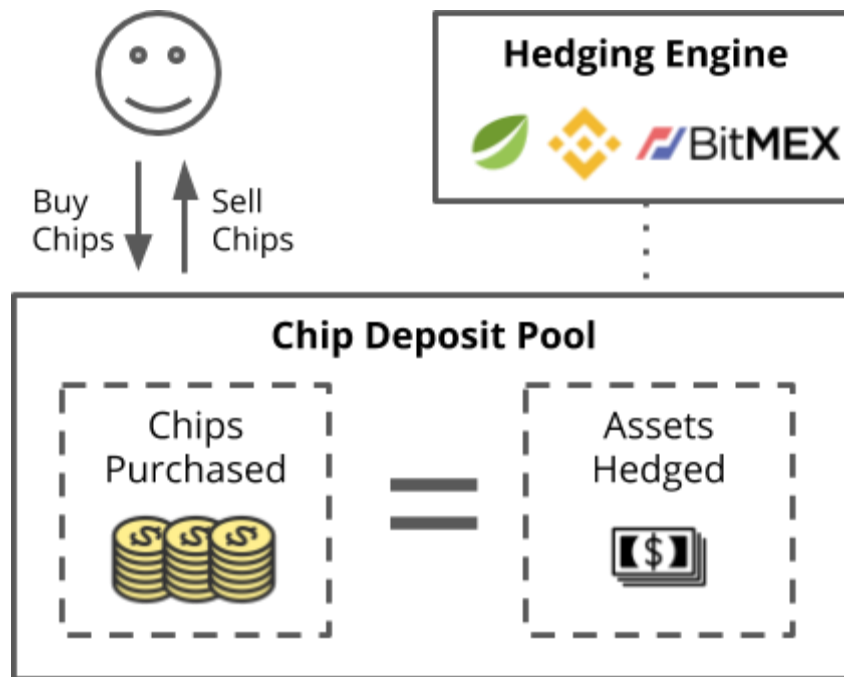 Hedging Engine
BitMEX
Buy
Chips
Sell
Chips
Chip Deposit Pool
Chips
Purchased
Assets
Hedged